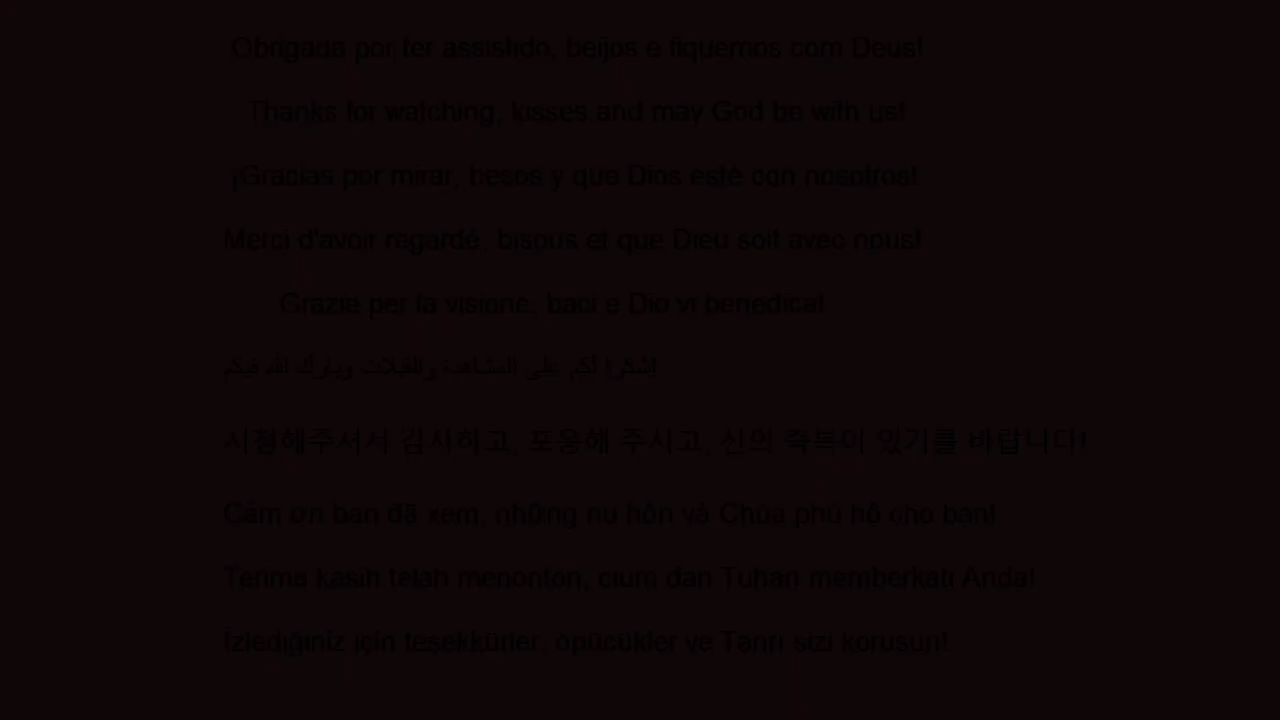 Obrigada por ter assistido, beijos e fiquemos com Deus!
Thanks for watching, kisses and may God be with us!
¡Gracias por mirar, besos y que Dios esté con nosotros!
Merci d'avoir regardé, bisous et que Dieu soit avec nous!
Grazie per la visione, baci e Dio vi benedica!
!شكرا لكم على المشاهدة والقبلات وبارك الله فيكم
시청해주셔서 감사하고, 포옹해 주시고, 신의 축복이 있기를 바랍니다!
Cảm ơn bạn đã xem, những nụ hôn và Chúa phù hộ cho bạn!
Terima kasih telah menonton, cium dan Tuhan memberkati Anda!
İzlediğiniz için teşekkürler, öpücükler ve Tanrı sizi korusun!